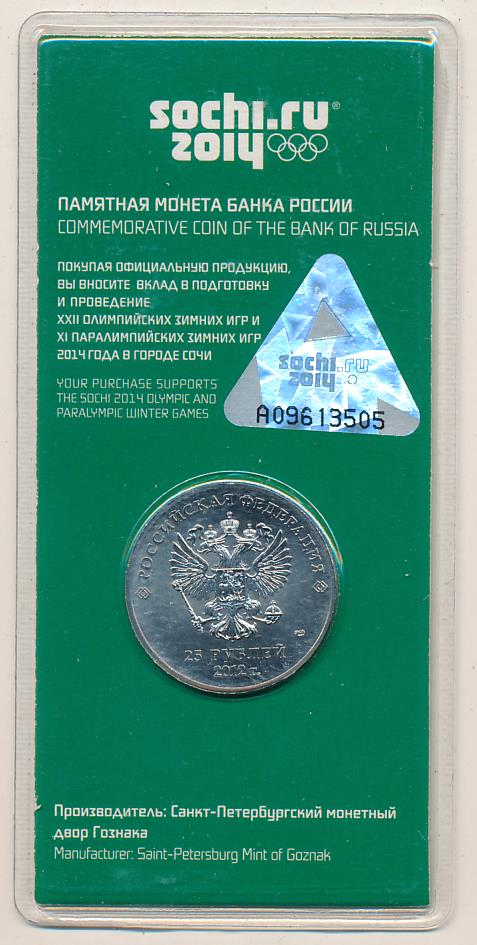 sochi.ru®
2014
ПАМЯТНАЯ МОНЕТА БАНКА РОССИИ
COMMEMORATIVE COIN OF THE BANK OF RUSSIA
ПОКУПАЯ ОФИЦИАЛЬНУЮ ПРОДУКЦИЮ,
ВЫ ВНОСИТЕ ВКЛАД В ПОДГОТОВКУ
И ПРОВЕДЕНИЕ
XXII ОЛИМПИЙСКИХ ЗИМНИХ ИГР И
XI ПАРАЛИМПИЙСКИХ ЗИМНИХ ИГР
2014 ГОДА В ГОРОДЕ СОЧИ
YOUR PURCHASE SUPPORTS
THE SOCHI 2014 OLYMPIC AND
PARALYMPIC WINTER GAMES
sochi.ru
2014
A09613505
РОССИЙСКАЯ ФЕДЕРАЦИЯ
25 РУБЛЕЙ
2012 г.
Производитель: Санкт-Петербургский монетный
двор Гознака
Manufacturer: Saint-Petersburg Mint of Goznak